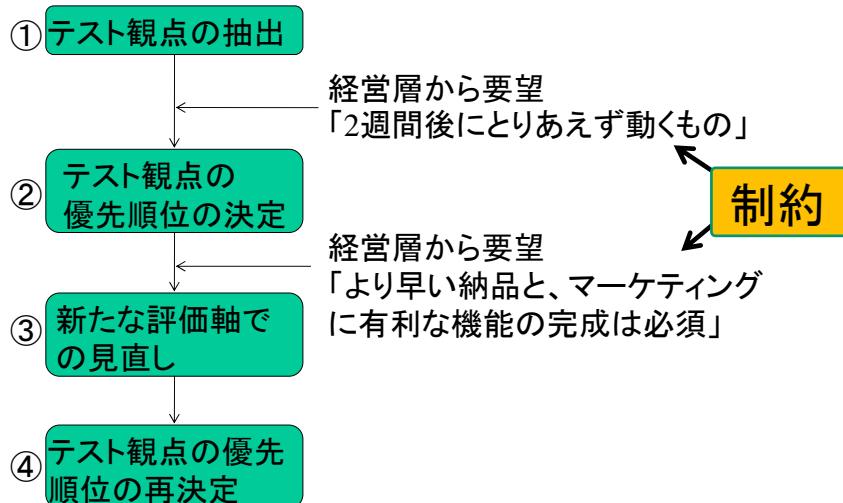 ① テスト観点の抽出
経営層から要望
「2週間後にとりあえず動くもの」
② テスト観点の
優先順位の決定
制約
経営層から要望
「より早い納品と、マーケティング
に有利な機能の完成は必須」
③ 新たな評価軸で
の見直し
④ テスト観点の優先
順位の再決定